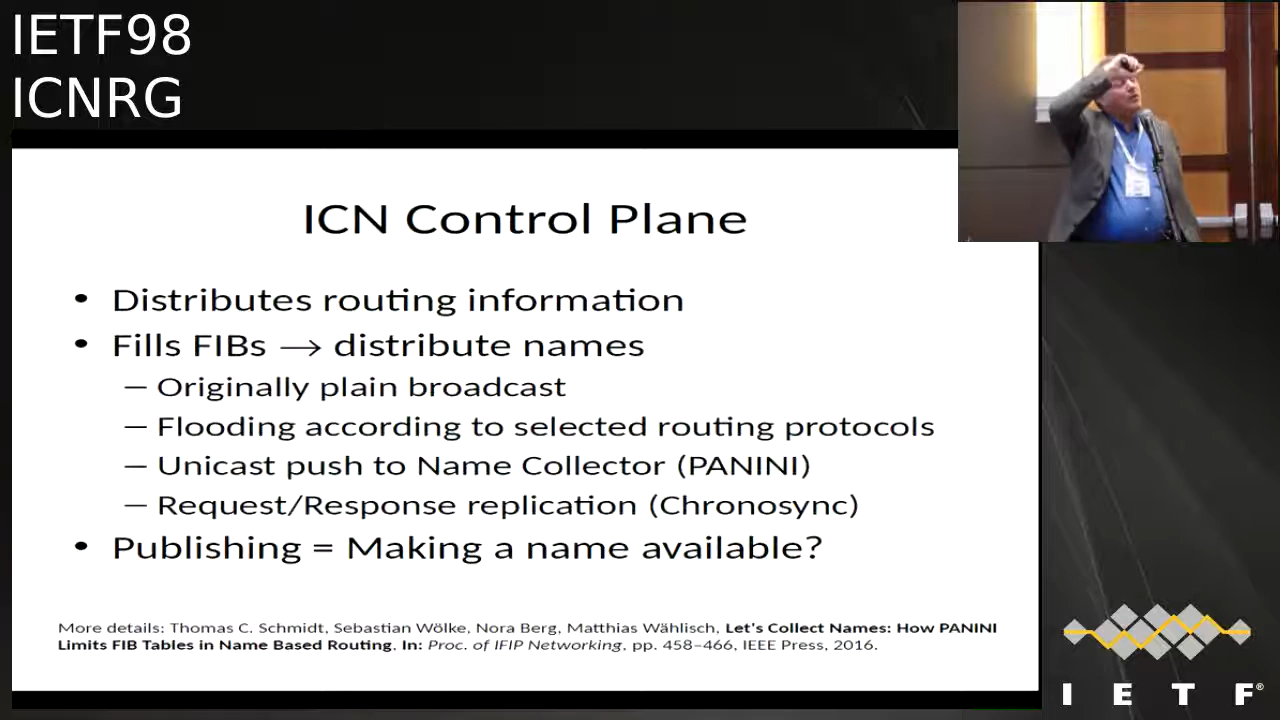 IETF98
ICNRG
ICN Control Plane
• Distributes routing information
• Fills FIBs → distribute names
– Originally plain broadcast
– Flooding according to selected routing protocols
– Unicast push to Name Collector (PANINI)
– Request/Response replication (Chronosync)
• Publishing = Making a name available?
More details: Thomas C. Schmidt, Sebastian Wölke, Nora Berg, Matthias Wählisch, Let's Collect Names: How PANINI
Limits FIB Tables in Name Based Routing, In: Proc. of IFIP Networking, pp. 458–466, IEEE Press, 2016.
I E T F®